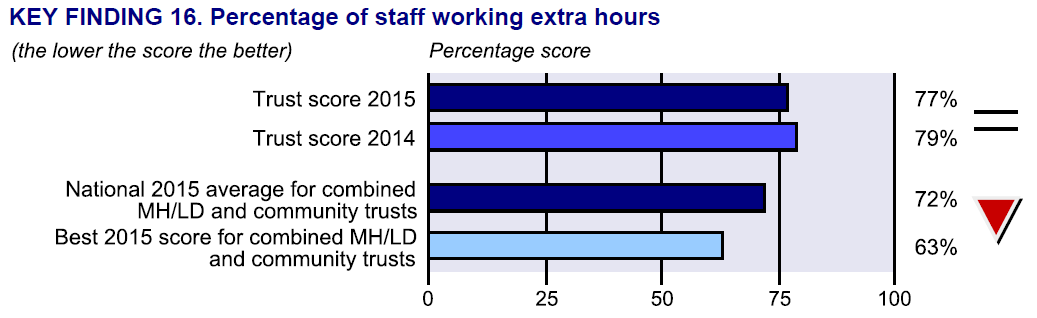 KEY FINDING 16. Percentage of staff working extra hours
(the lower the score the better)
Percentage score
Trust score 2015
77%
Trust score 2014
79%
National 2015 average for combined
MH/LD and community trusts
72%
Best 2015 score for combined MH/LD
and community trusts
63%
0 25 50 75 100